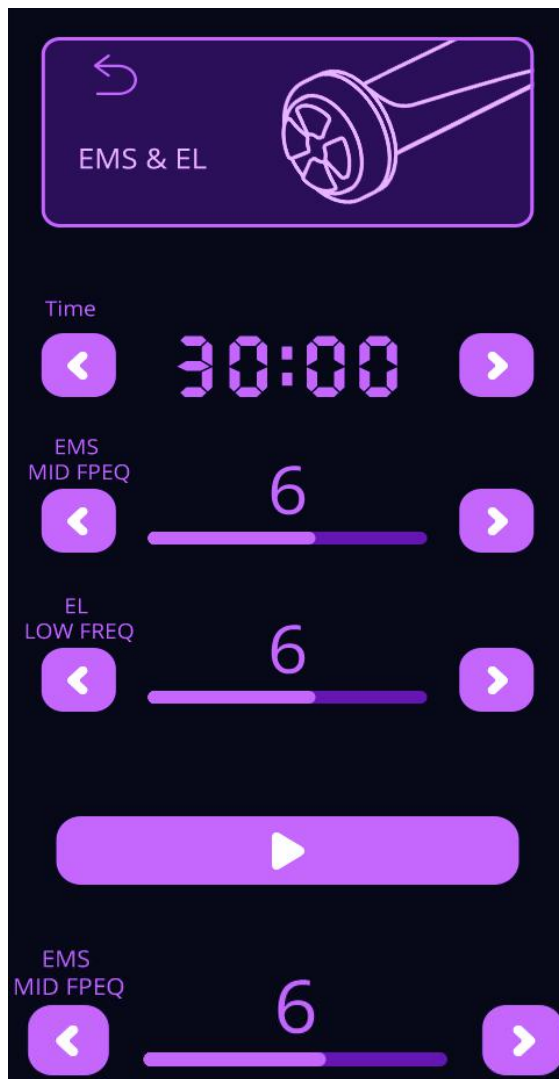 EMS & EL
Time
30:00
EMS
MID FPEQ
6
EL
LOW FREQ
6
EMS
MID FPEQ
6